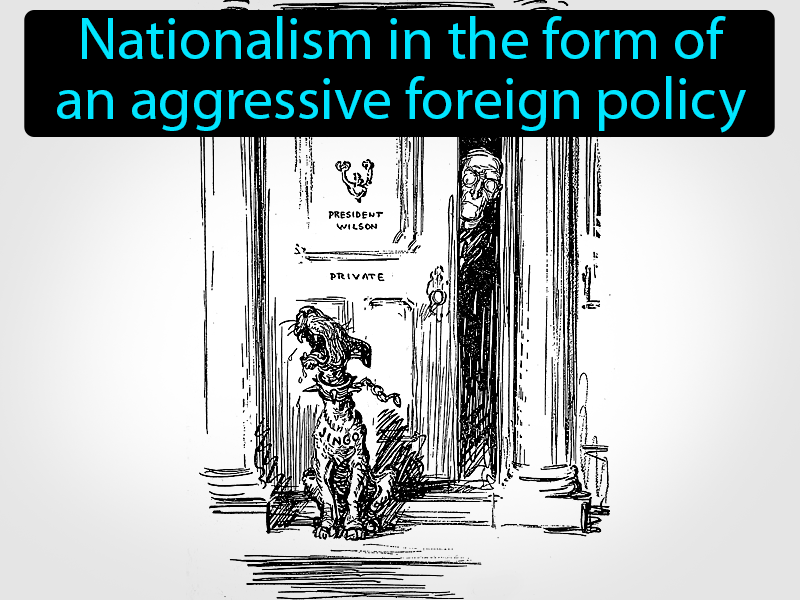 Nationalism in the form of
an aggressive foreign policy
PRESIDENT
WILSON
PRIVATE
JINGO